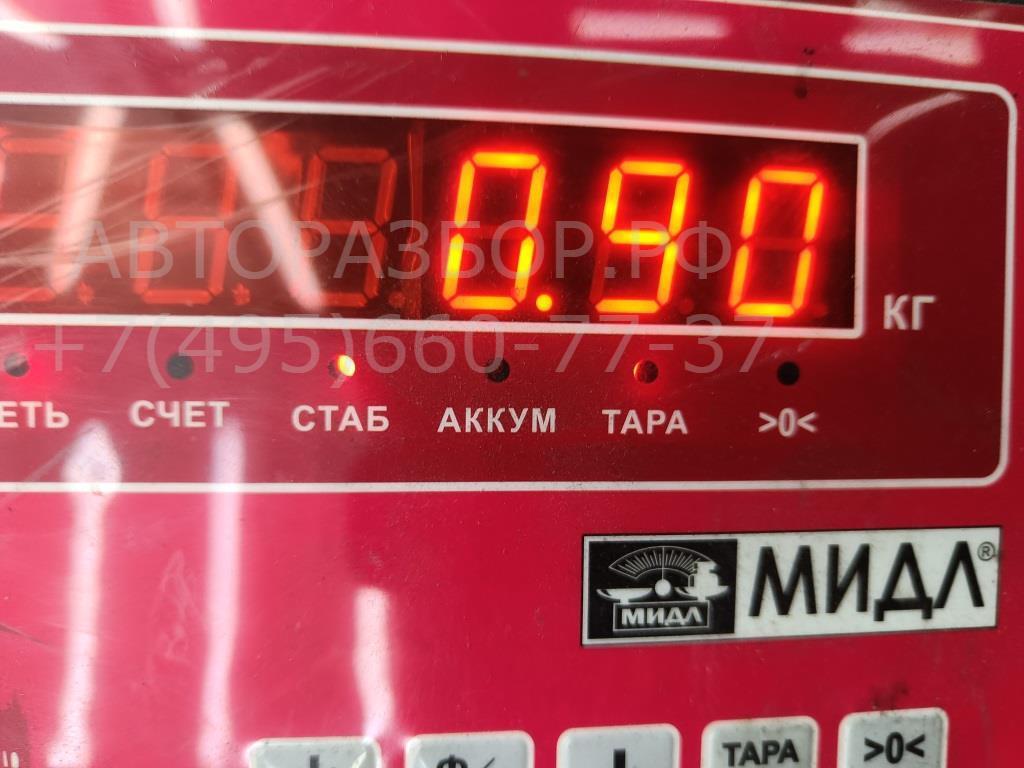 0.90
КГ
АВТОРАЗБОР.РФ
+7(495)660-77-37
ЕТЬ СЧЕТ СТАБ АККУМ ТАРА >0<
МИДЛ МИДЛ®
ТАРА >0<